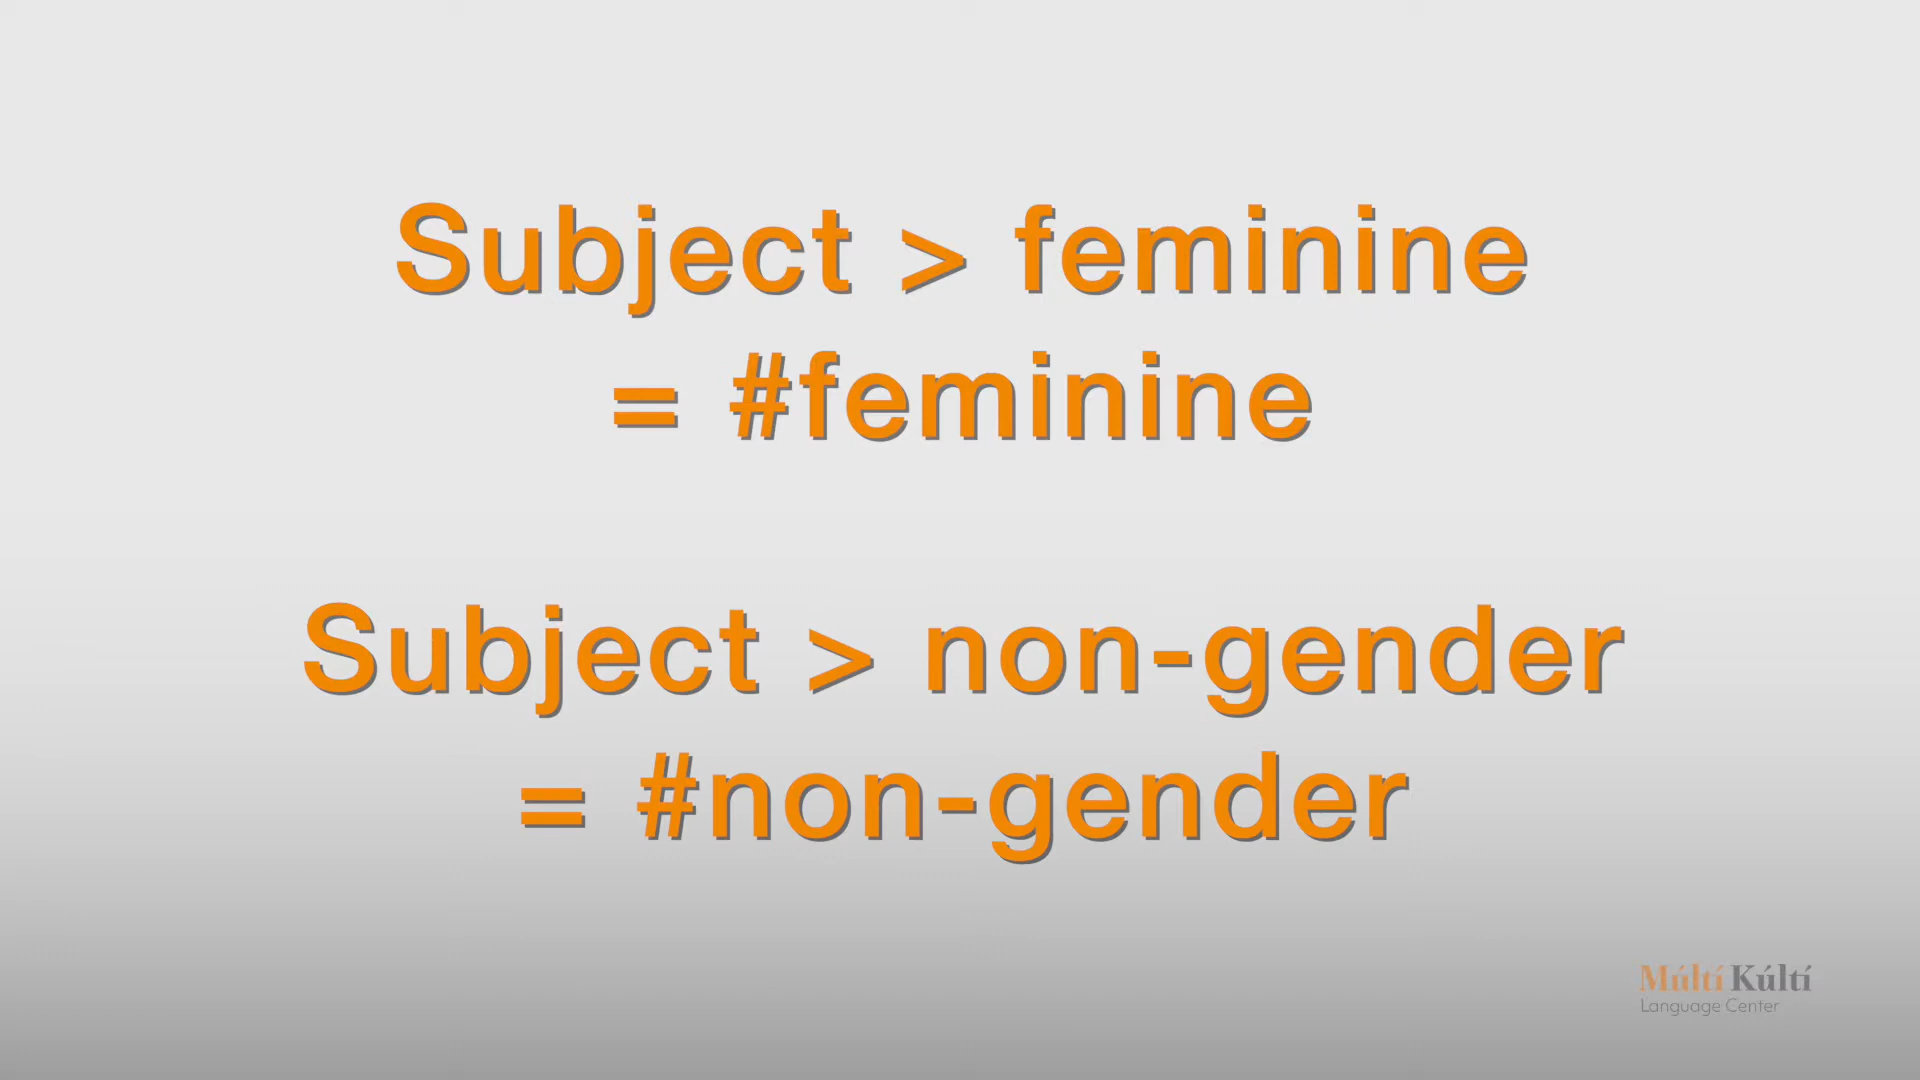 Subject > feminine
= #feminine
Subject > non-gender
= #non-gender
Múltí Kúltí
Language Center